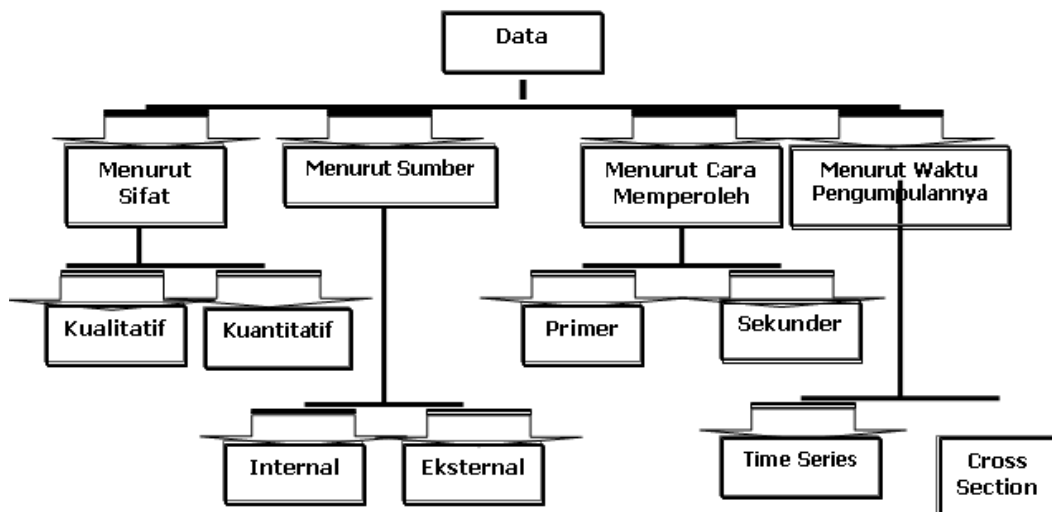 Data
Menurut
Sifat
Menurut Sumber
Menurut Cara
Memperoleh
Menurut Waktu
Pengumpulannya
Kualitatif
Kuantitatif
Primer
Sekunder
Internal
Eksternal
Time Series
Cross
Section